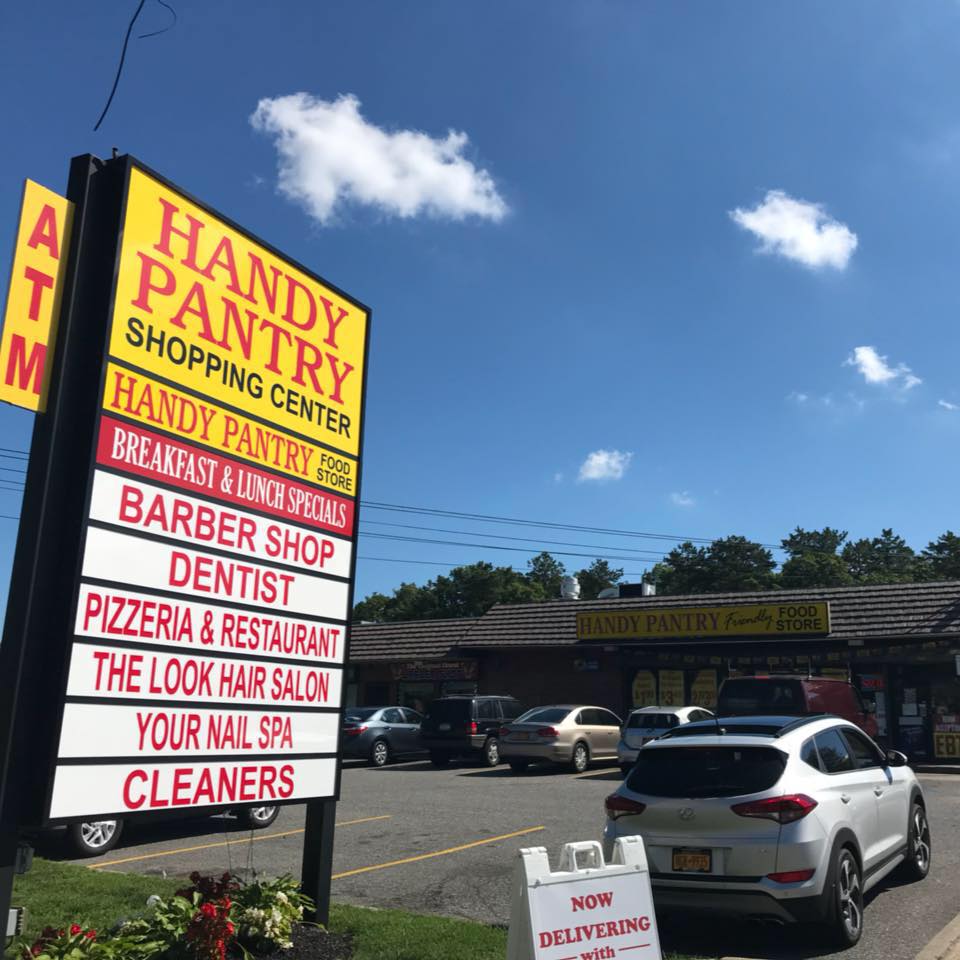 ATM
HANDY
PANTRY
SHOPPING CENTER
HANDY PANTRY FOOD
STORE
BREAKFAST & LUNCH SPECIALS
BARBER SHOP
DENTIST
PIZZERIA & RESTAURANT
THE LOOK HAIR SALON
YOUR NAIL SPA
CLEANERS
HANDY PANTRY Friendly FOOD
STORE
EBT
NOW
DELIVERING
with